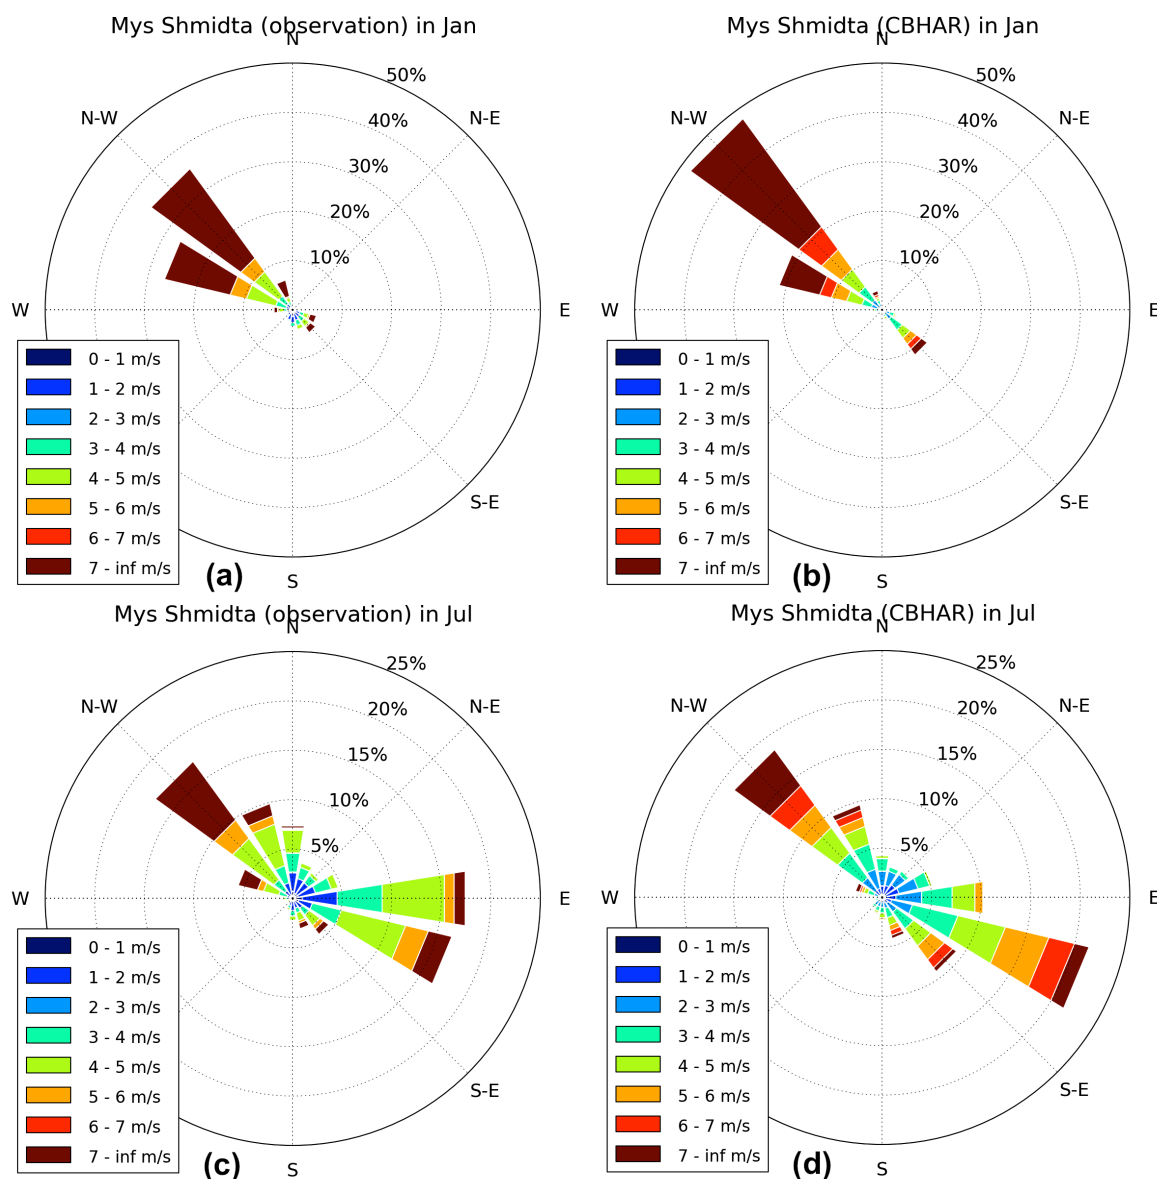 Mys Shmidta (observation) in Jan
N
50%
N-W
N-E
40%
30%
20%
10%
W
E
0 - 1 m/s
1 - 2 m/s
2 - 3 m/s
3 - 4 m/s
4 - 5 m/s
5 - 6 m/s
6 - 7 m/s
7 - inf m/s
S-E
(a)
S
Mys Shmidta (CBHAR) in Jan
N
50%
N-W
N-E
40%
30%
20%
10%
W
E
0 - 1 m/s
1 - 2 m/s
2 - 3 m/s
3 - 4 m/s
4 - 5 m/s
5 - 6 m/s
6 - 7 m/s
7 - inf m/s
S-E
(b)
S
Mys Shmidta (observation) in Jul
N
25%
N-W
N-E
20%
15%
10%
5%
W
E
0 - 1 m/s
1 - 2 m/s
2 - 3 m/s
3 - 4 m/s
4 - 5 m/s
5 - 6 m/s
6 - 7 m/s
7 - inf m/s
S-E
(c)
S
Mys Shmidta (CBHAR) in Jul
N
25%
N-W
N-E
20%
15%
10%
5%
W
E
0 - 1 m/s
1 - 2 m/s
2 - 3 m/s
3 - 4 m/s
4 - 5 m/s
5 - 6 m/s
6 - 7 m/s
7 - inf m/s
S-E
(d)
S